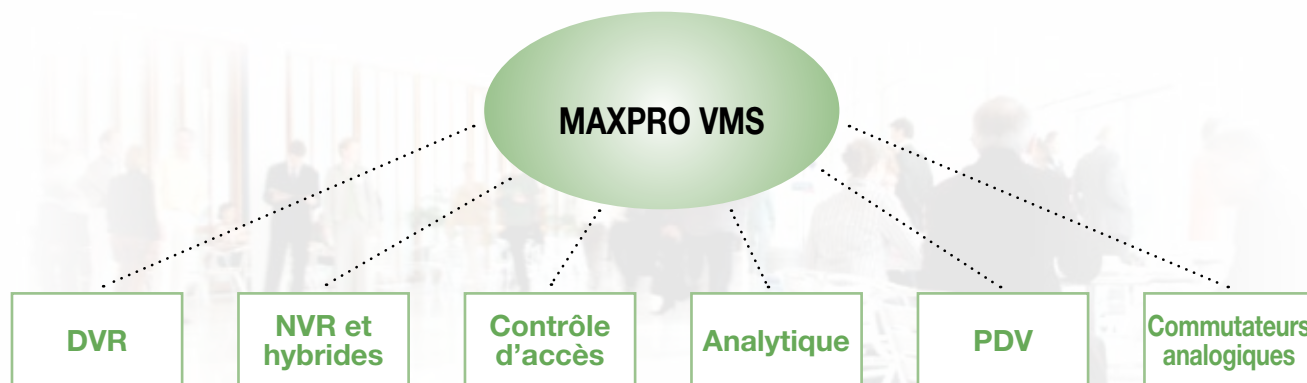 MAXPRO VMS
DVR
NVR et
hybrides
Contrôle
d’accès
Analytique
PDV
Commutateurs
analogiques